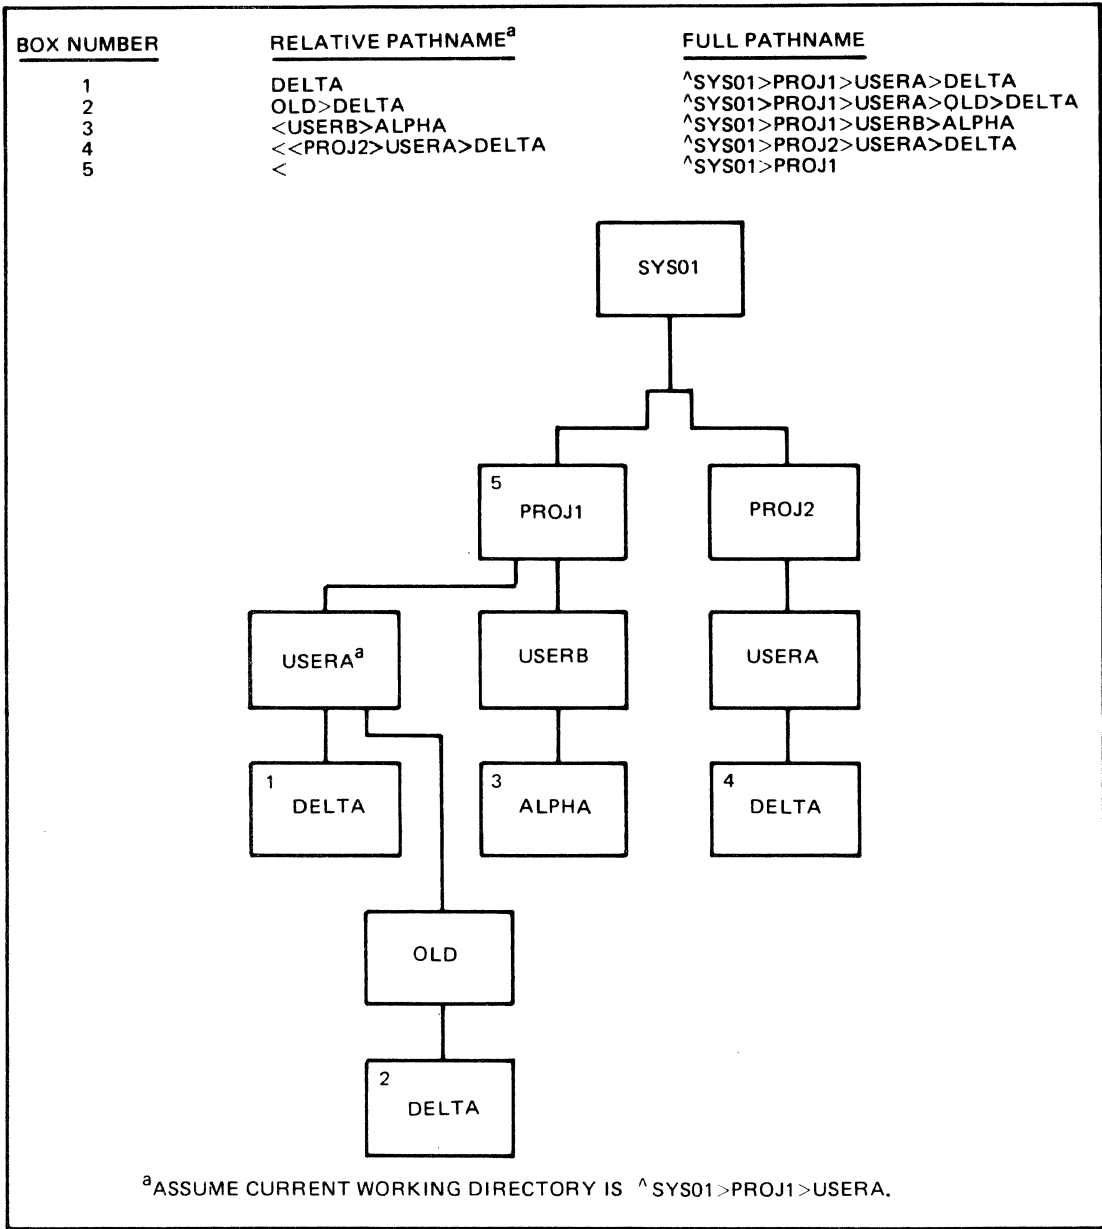 BOX NUMBER RELATIVE PATHNAMEa FULL PATHNAME
1 DELTA ^SYS01>PROJ1>USERA>DELTA
2 OLD>DELTA ^SYS01>PROJ1>USERA>OLD>DELTA
3 <USERB>ALPHA ^SYS01>PROJ1>USERB>ALPHA
4 <<PROJ2>USERA>DELTA ^SYS01>PROJ2>USERA>DELTA
5 < ^SYS01>PROJ1
SYS01
5
PROJ1 PROJ2
USERAa USERB USERA
1 3 4
DELTA ALPHA DELTA
OLD
2
DELTA
aASSUME CURRENT WORKING DIRECTORY IS ^SYS01>PROJ1>USERA.